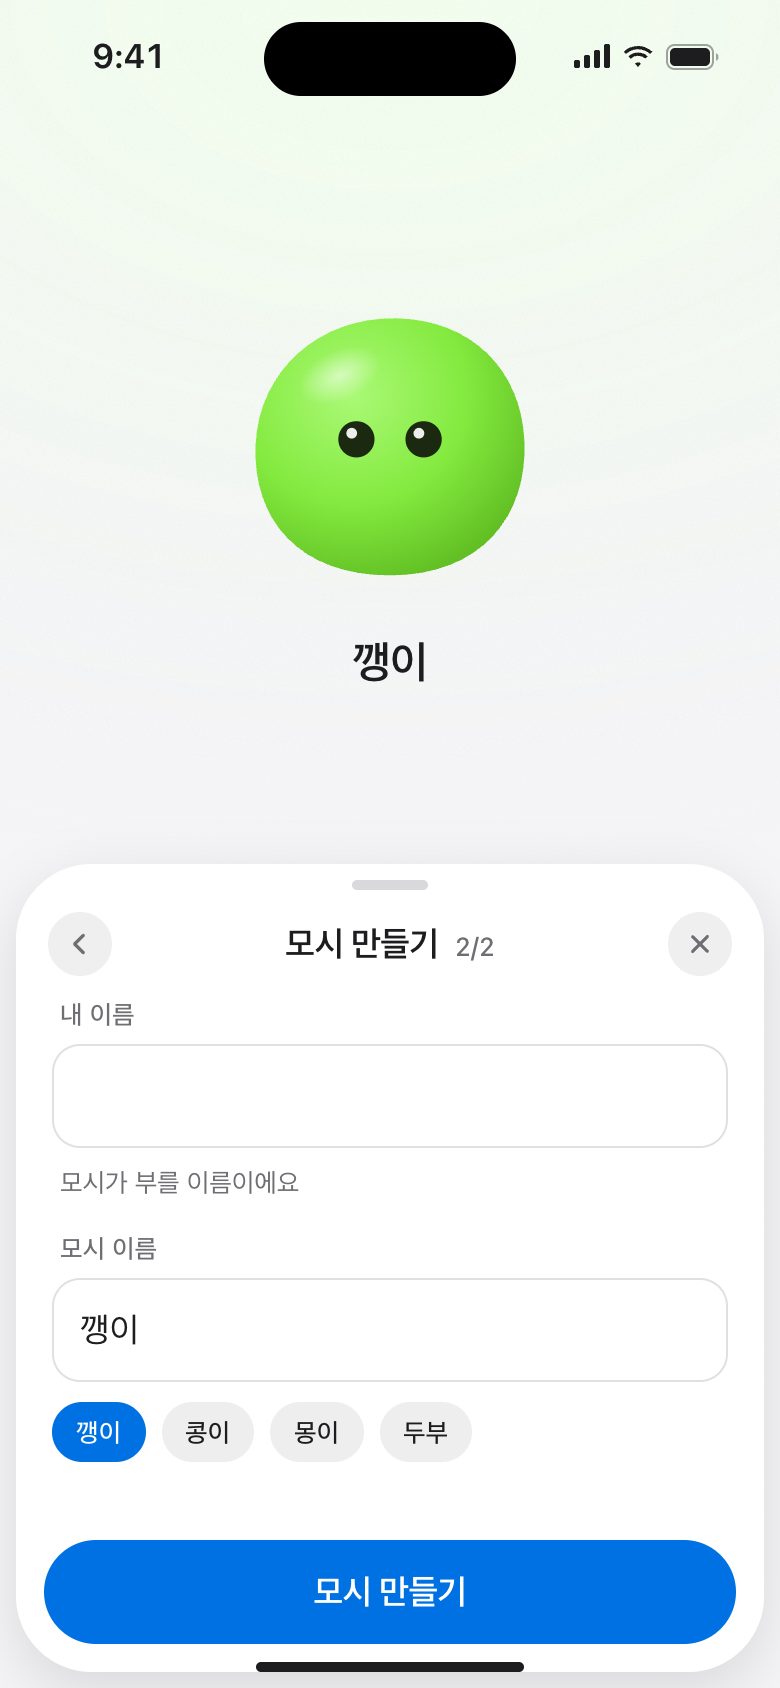 9:41
깽이
모시 만들기 2/2
내 이름
모시가 부를 이름이에요
모시 이름
깽이
깽이 콩이 몽이 두부
모시 만들기